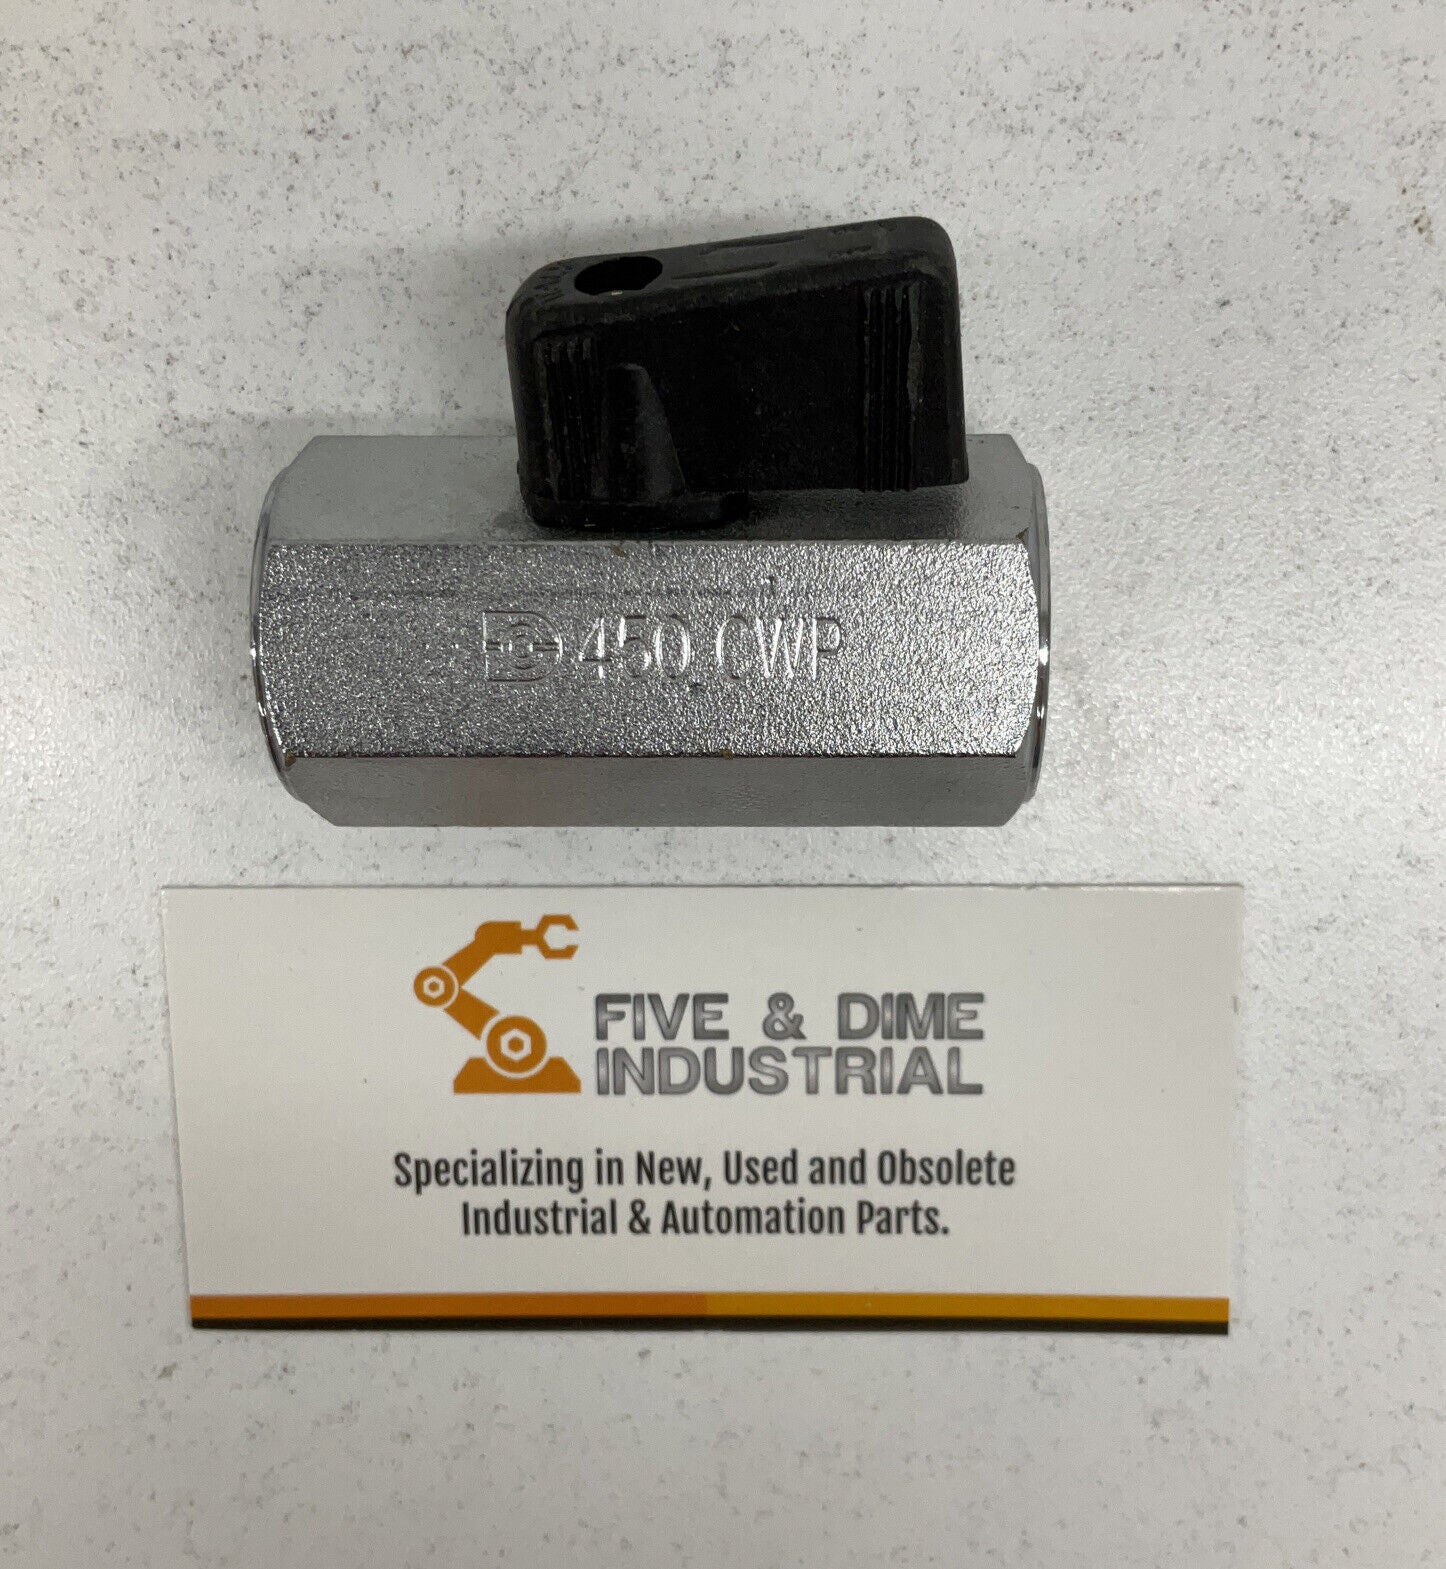 450 CWP
FIVE & DIME
INDUSTRIAL
Specializing in New, Used and Obsolete
Industrial & Automation Parts.